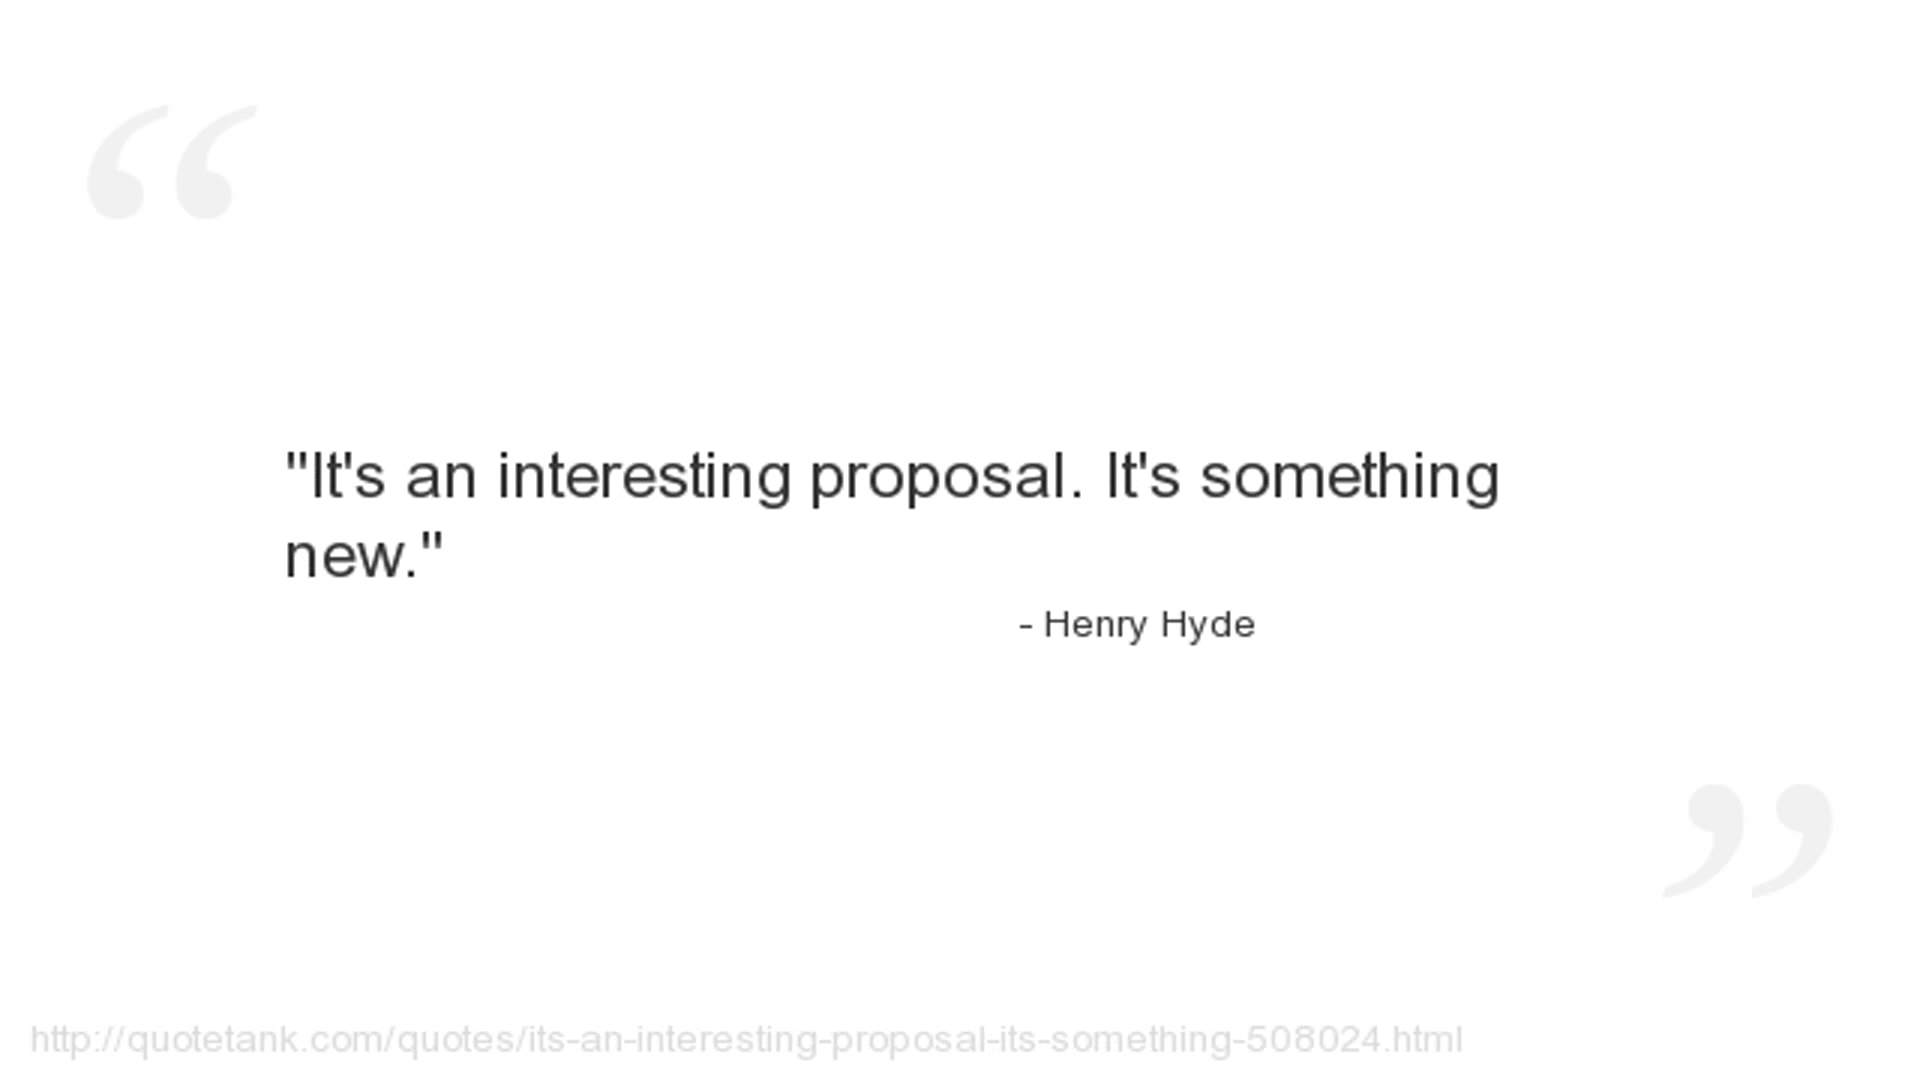 "It's an interesting proposal. It's something
new."
- Henry Hyde
http://quotetank.com/quotes/its-an-interesting-proposal-its-something-508024.html